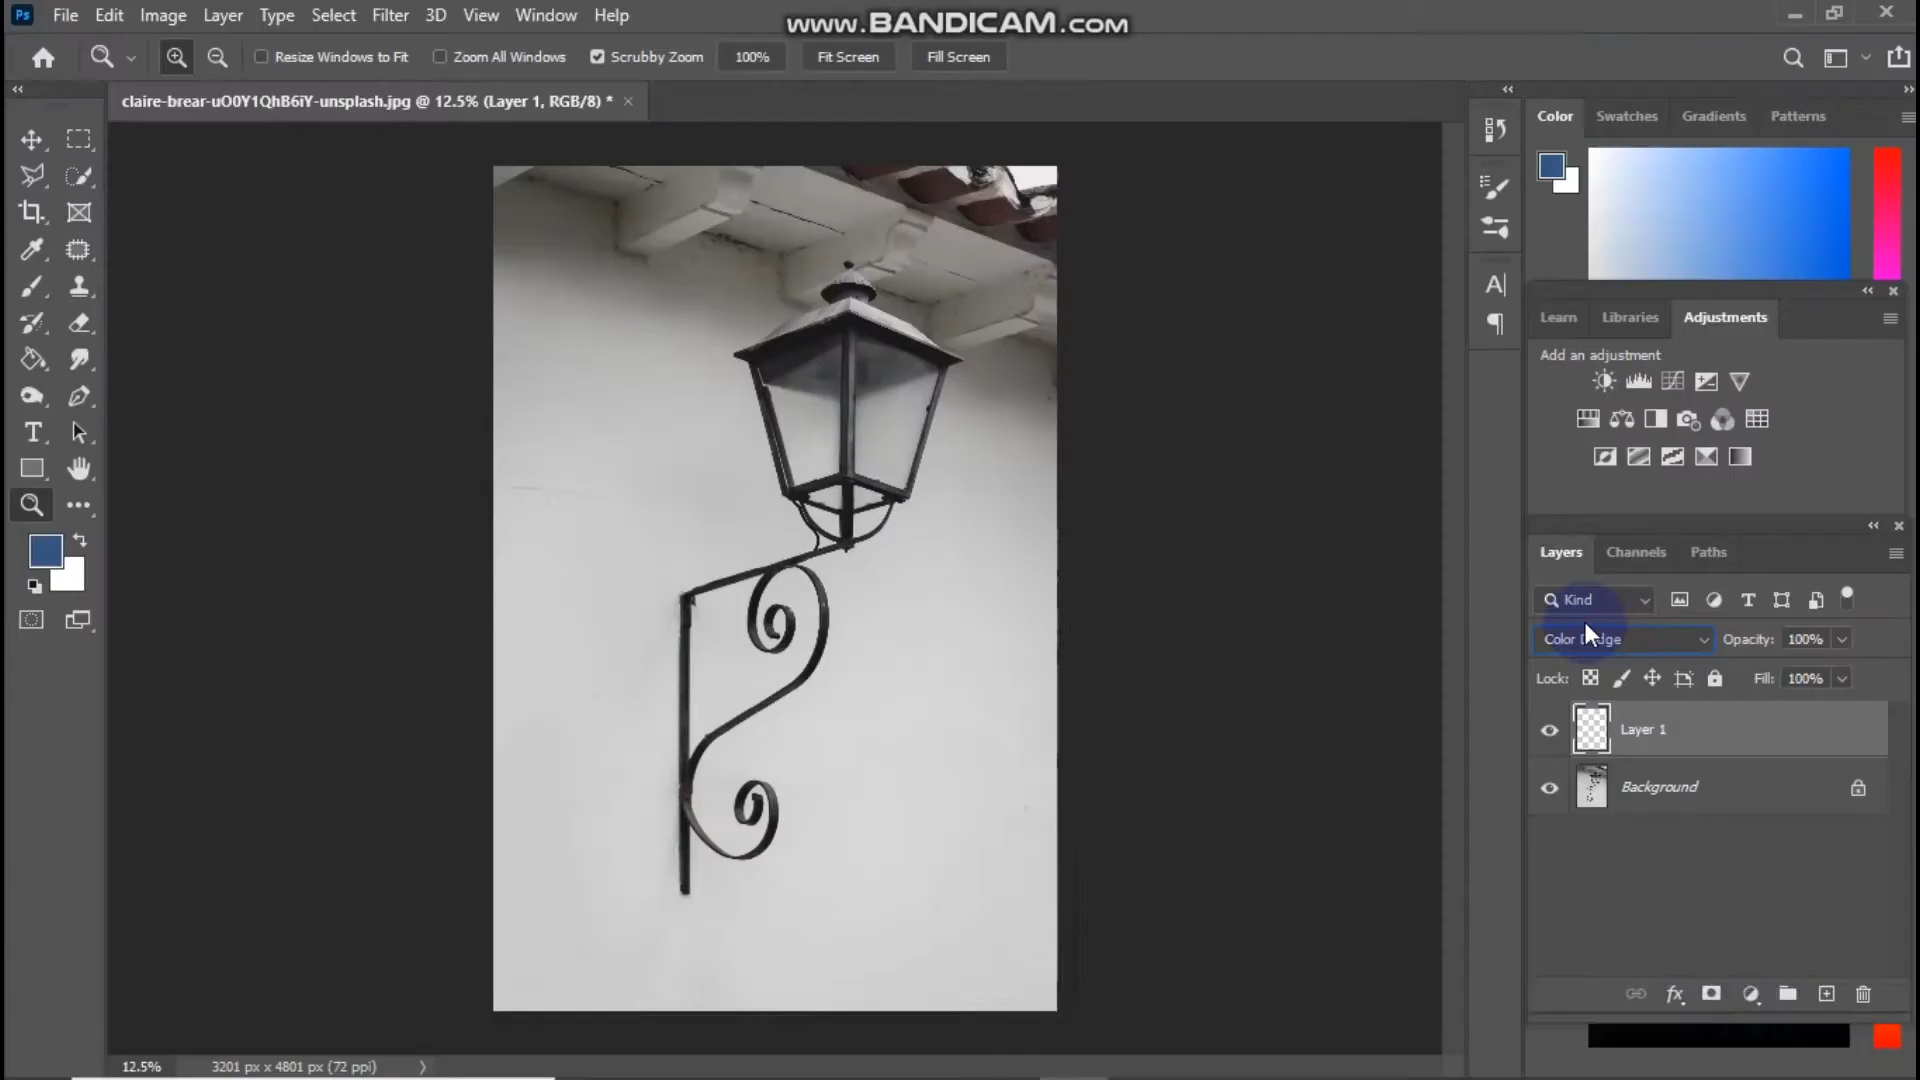 Ps File Edit Image Layer Type Select Filter 3D View Window Help
www.BANDICAM.com
Resize Windows to Fit Zoom All Windows Scrubby Zoom 100% Fit Screen Fill Screen
claire-brear-uO0Y1QhB6iY-unsplash.jpg @ 12.5% (Layer 1, RGB/8) *
Color Swatches Gradients Patterns
Learn Libraries Adjustments
Add an adjustment
Layers Channels Paths
Kind
Color Opacity: 100%
Lock: Fill: 100%
Layer 1
Background
fx
12.5% 3201 px x 4801 px (72 ppi)